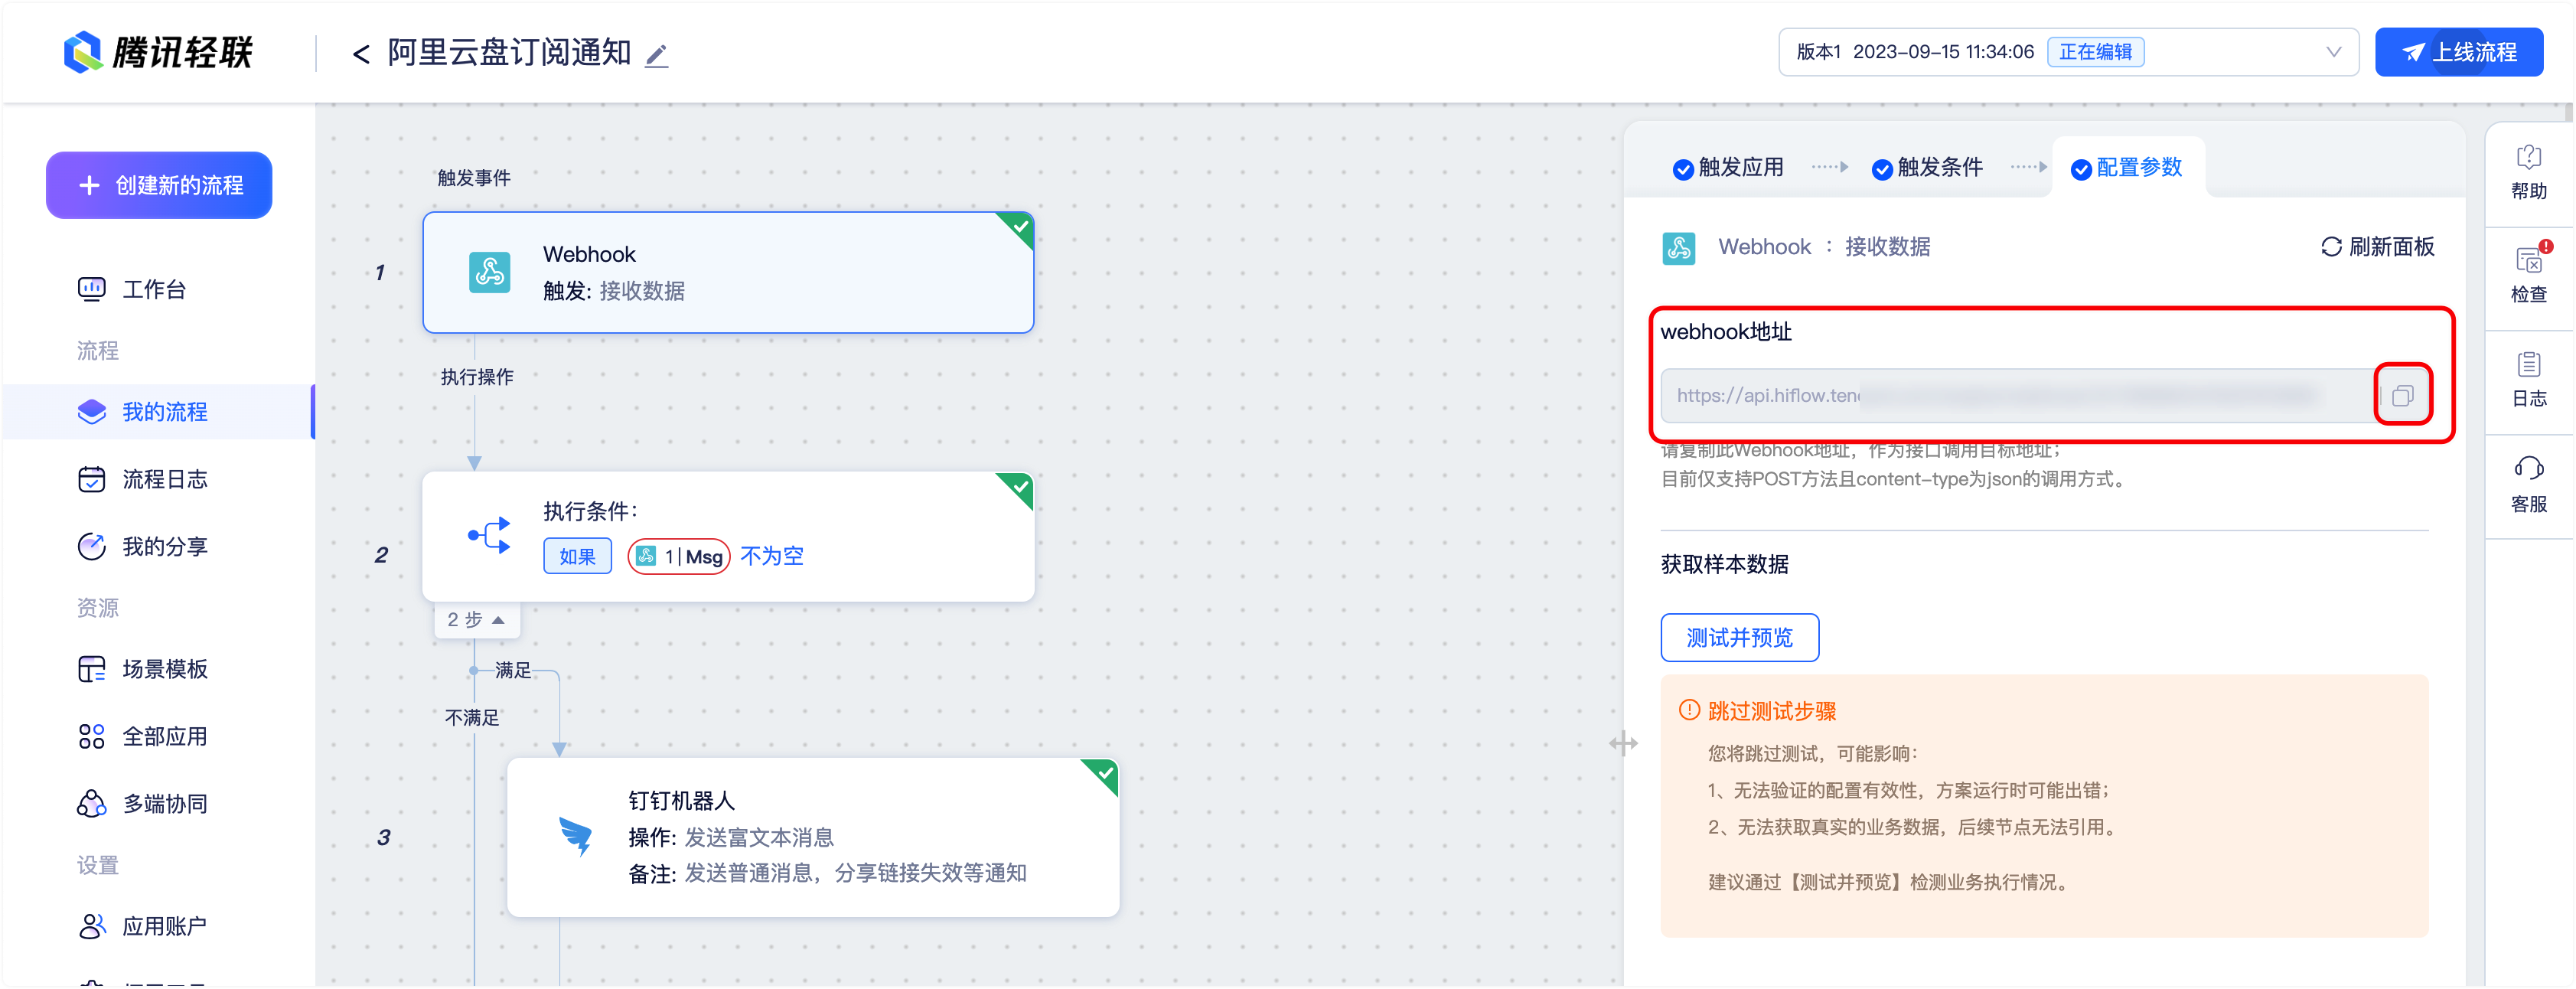 腾讯轻联
< 阿里云盘订阅通知
版本1 2023-09-15 11:34:06 正在编辑
上线流程
+ 创建新的流程
工作台
流程
我的流程
流程日志
我的分享
资源
场景模板
全部应用
多端协同
设置
应用账户
触发事件
1
Webhook
触发: 接收数据
执行操作
2
执行条件:
如果 1|Msg 不为空
2 步
满足
不满足
3
钉钉机器人
操作: 发送富文本消息
备注: 发送普通消息，分享链接失效等通知
触发应用
触发条件
配置参数
Webhook : 接收数据
刷新面板
webhook地址
https://api.hiflow.ten
请复制此Webhook地址，作为接口调用目标地址；
目前仅支持POST方法且content-type为json的调用方式。
获取样本数据
测试并预览
跳过测试步骤
您将跳过测试，可能影响：
1、无法验证的配置有效性，方案运行时可能出错；
2、无法获取真实的业务数据，后续节点无法引用。
建议通过【测试并预览】检测业务执行情况。
帮助
检查
日志
客服